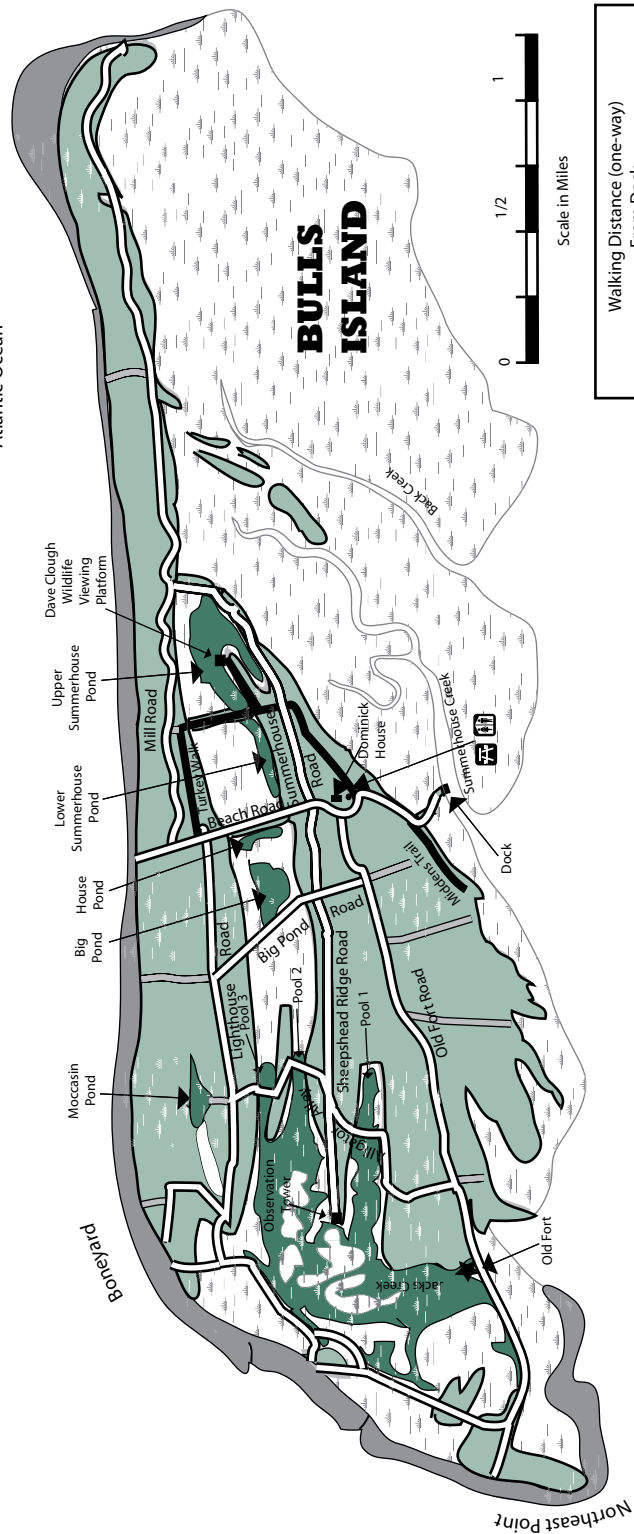 Atlantic Ocean
BULLS
ISLAND
0
1/2
1
Scale in Miles
Walking Distance (one-way)
From Dock
Dave Clough
Wildlife
Viewing
Platform
Upper
Summerhouse
Pond
Lower
Summerhouse
Pond
House
Pond
Big
Pond
Moccasin
Pond
Boneyard
Mill Road
Turkey Walk
Beach Road
Summerhouse
Road
Dominick
House
Summerhouse Creek
Back Creek
Dock
Middens Trail
Lighthouse
Road
Big Pond
Road
Pool 3
Pool 2
Pool 1
Sheepshead Ridge Road
Old Fort Road
Alligator
Alley
Observation
Tower
Jacks Creek
Old Fort
Northeast Point